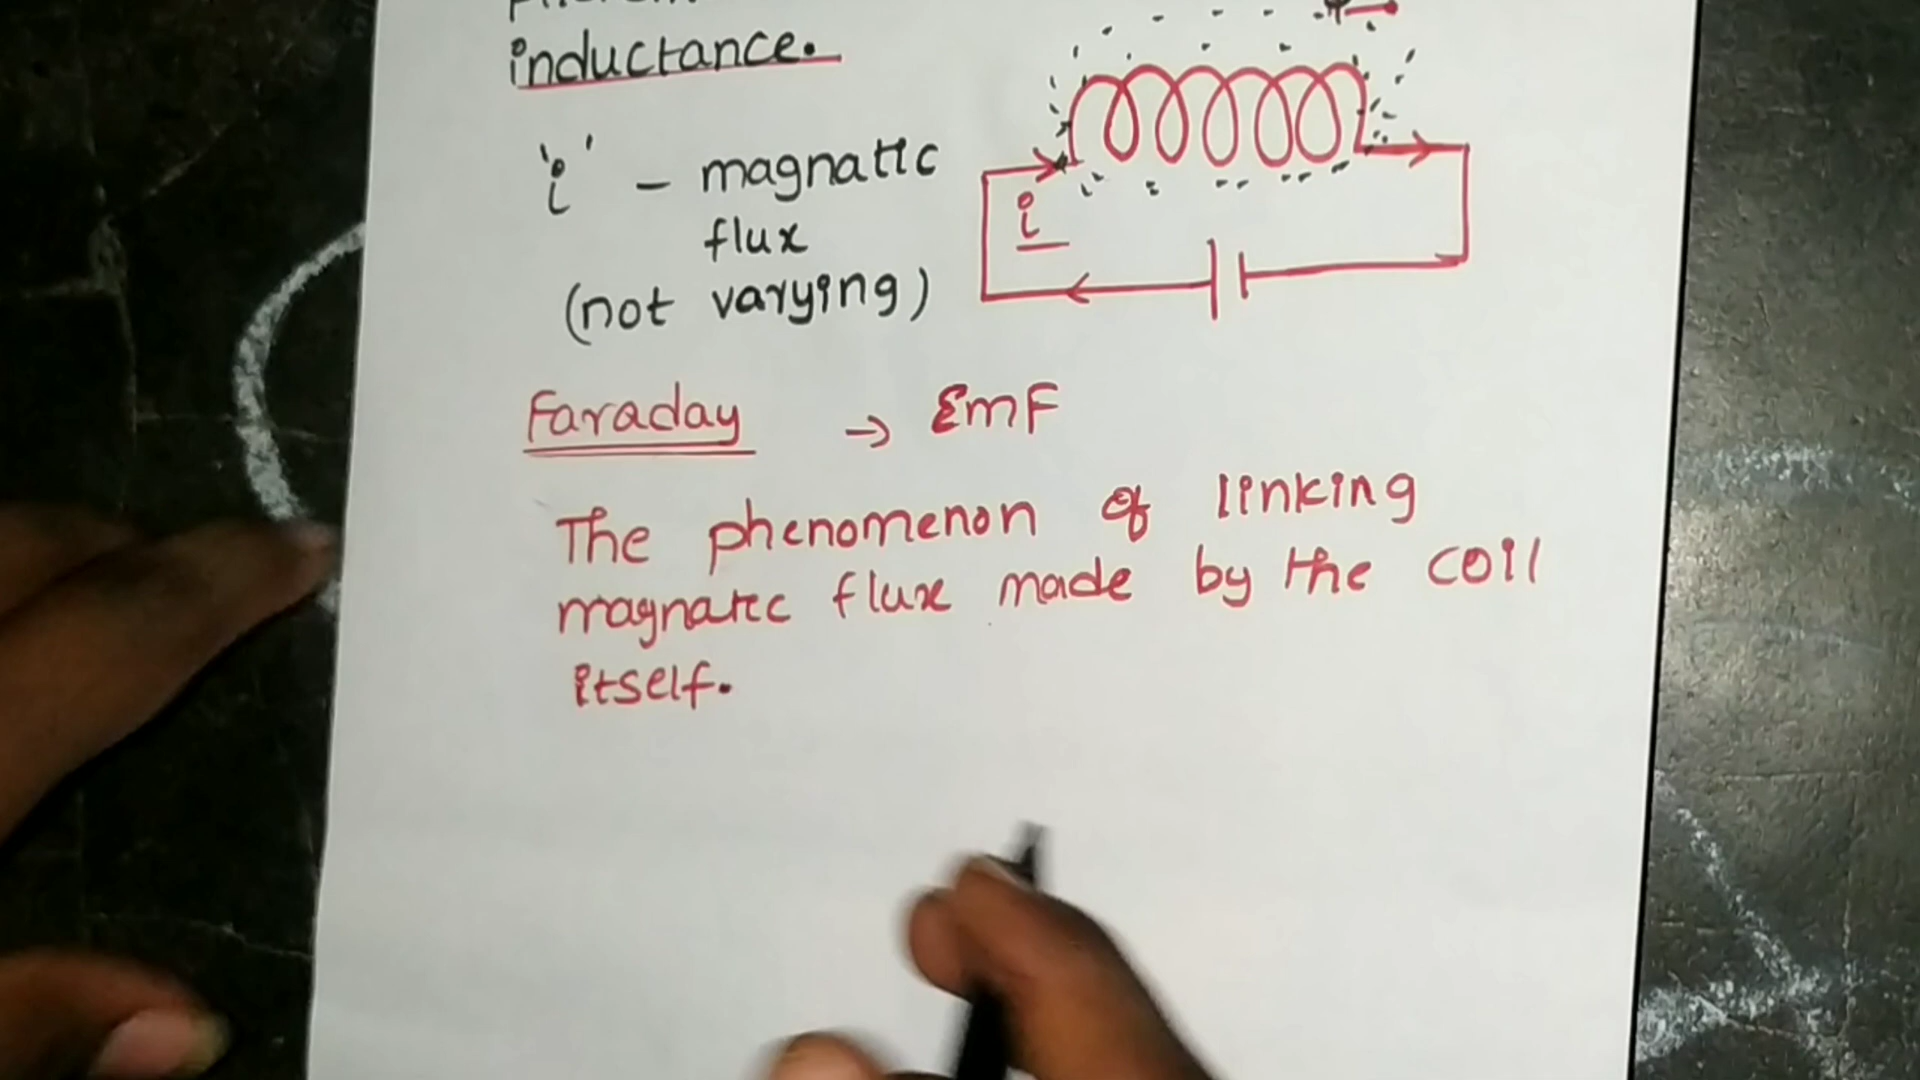 inductance.
'i' - magnatic
flux
(not varying)
i
Faraday → EmF
The phenomenon of linking
magnatic flux made by the coil
itself.